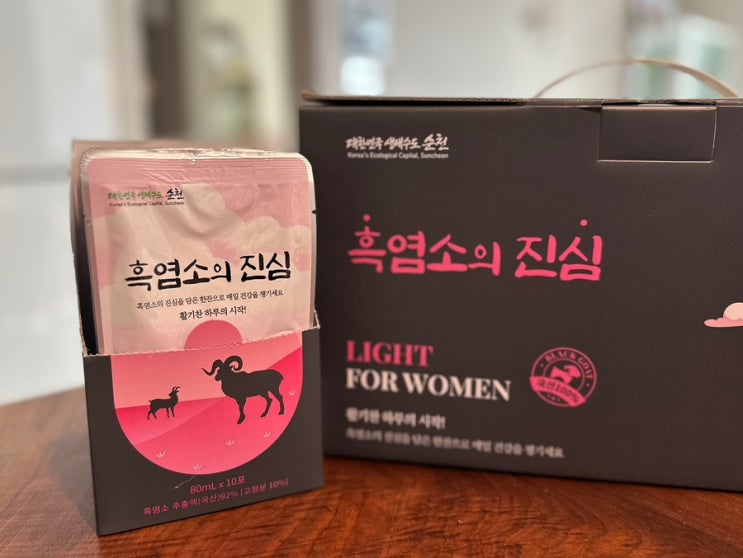 대한민국 생태수도 순천
Korea's Ecological Capital, Suncheon
흑염소의 진심
흑염소의 진심을 담은 한잔으로 매일 건강을 챙기세요
활기찬 하루의 시작!
80mL x 10포
흑염소 추출액(국산)92% [고형분 10%]
대한민국 생태수도 순천
Korea's Ecological Capital, Suncheon
흑염소의 진심
LIGHT
FOR WOMEN
BLACK GOAT
국산100%
활기찬 하루의 시작!
흑염소의 진심을 담은 한잔으로 매일 건강을 챙기세요